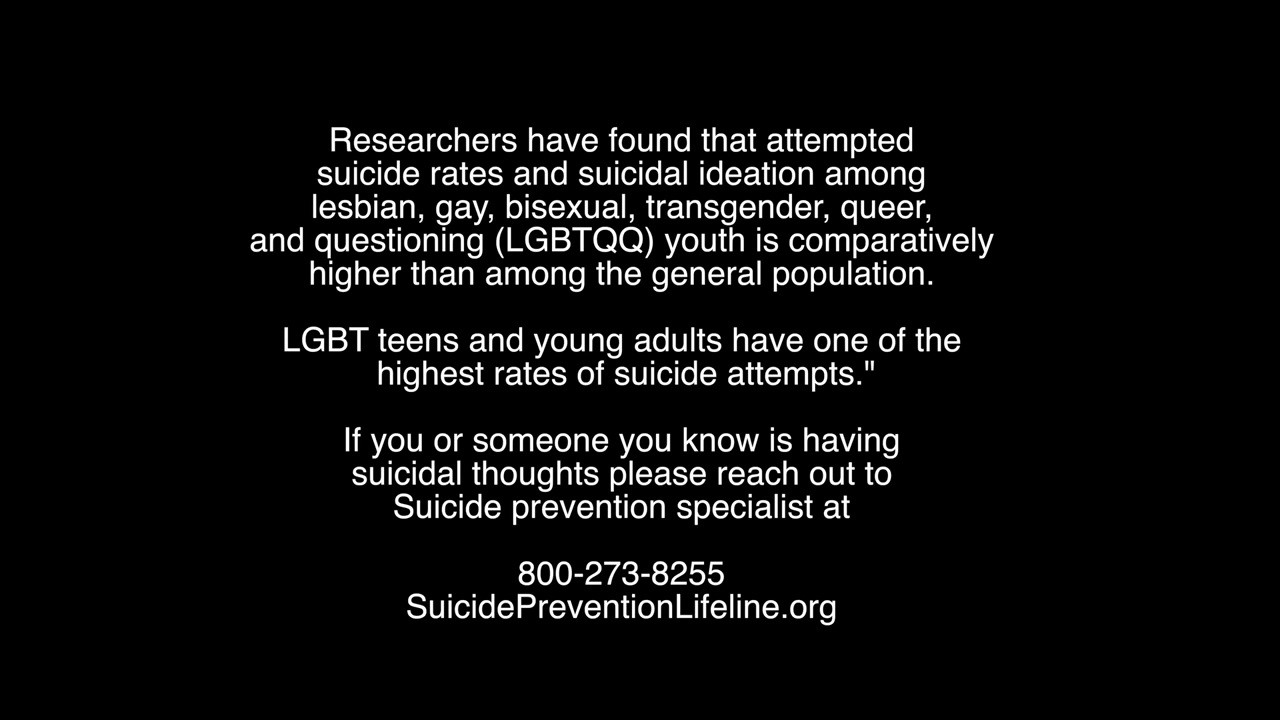 Researchers have found that attempted
suicide rates and suicidal ideation among
lesbian, gay, bisexual, transgender, queer,
and questioning (LGBTQQ) youth is comparatively
higher than among the general population.
LGBT teens and young adults have one of the
highest rates of suicide attempts."
If you or someone you know is having
suicidal thoughts please reach out to
Suicide prevention specialist at
800-273-8255
SuicidePreventionLifeline.org